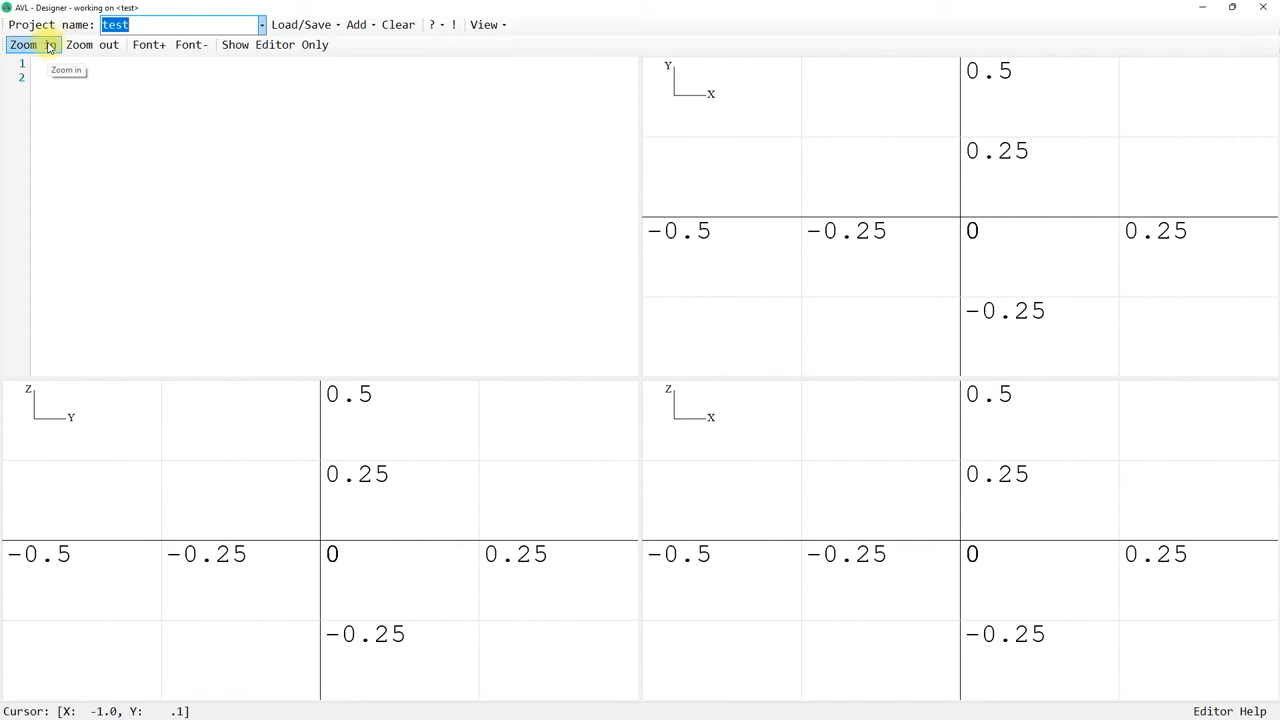 AVL - Designer - working on <test>
Project name: test Load/Save Add Clear ? ! View
Zoom in Zoom out Font+ Font- Show Editor Only
Zoom in
1
2
Y
X
0.5
0.25
-0.5 -0.25 0 0.25
-0.25
Z
Y
0.5
0.25
-0.5 -0.25 0 0.25
-0.25
Z
X
0.5
0.25
-0.5 -0.25 0 0.25
-0.25
Cursor: [X: -1.0, Y: .1] Editor Help